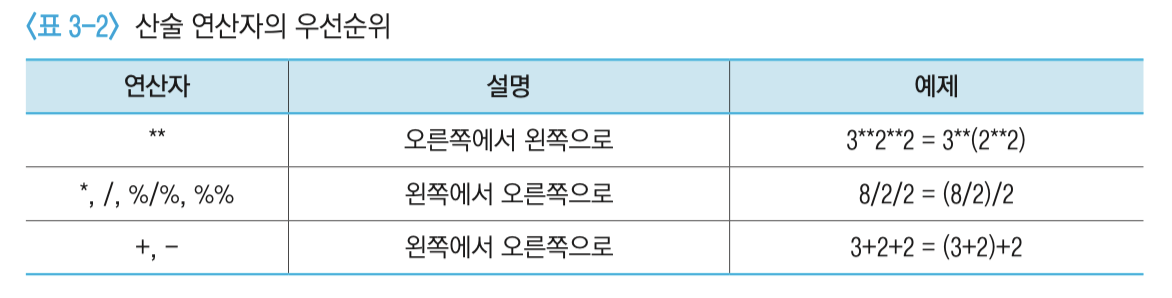 〈표 3-2〉 산술 연산자의 우선순위
연산자 설명 예제
** 오른쪽에서 왼쪽으로 3**2**2 = 3**(2**2)
*, /, %/%, %% 왼쪽에서 오른쪽으로 8/2/2 = (8/2)/2
+, − 왼쪽에서 오른쪽으로 3+2+2 = (3+2)+2